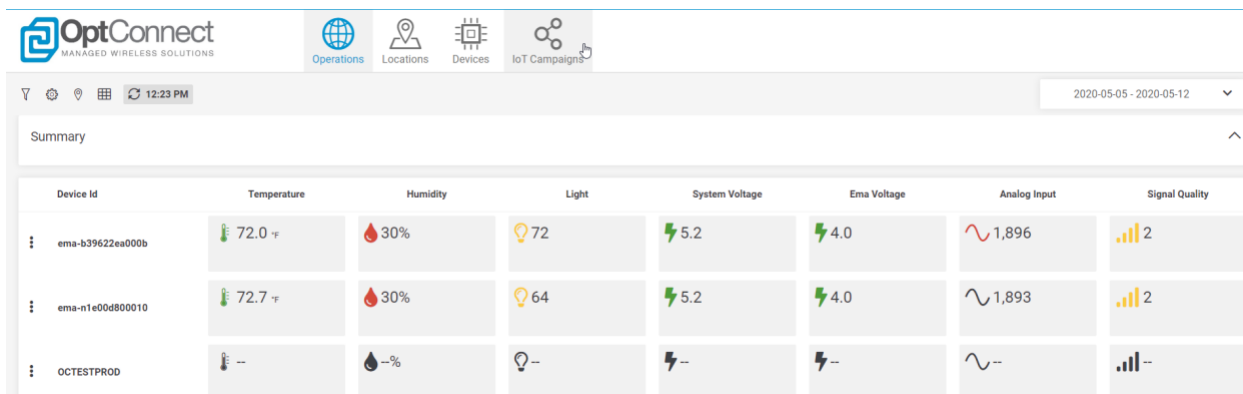 OptConnect
MANAGED WIRELESS SOLUTIONS
Operations Locations Devices IoT Campaigns
12:23 PM 2020-05-05 - 2020-05-12
Summary
Device Id Temperature Humidity Light System Voltage Ema Voltage Analog Input Signal Quality
ema-b39622ea000b 72.0 °F 30% 72 5.2 4.0 1,896 2
ema-n1e00d800010 72.7 °F 30% 64 5.2 4.0 1,893 2
OCTESTPROD -- --% -- -- -- -- --